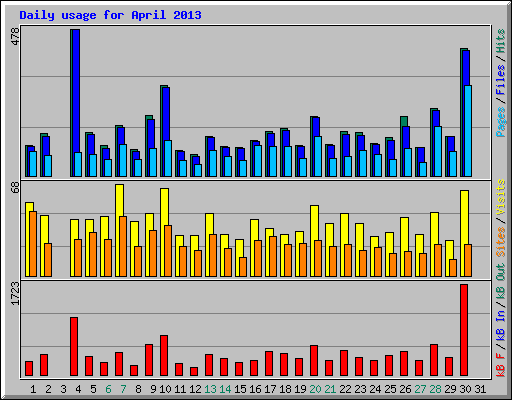 Daily usage for April 2013
478
Pages / Files / Hits
68
Sites / Visits
1723
kB F / kB In / kB Out
1 2 3 4 5 6 7 8 9 10 11 12 13 14 15 16 17 18 19 20 21 22 23 24 25 26 27 28 29 30 31